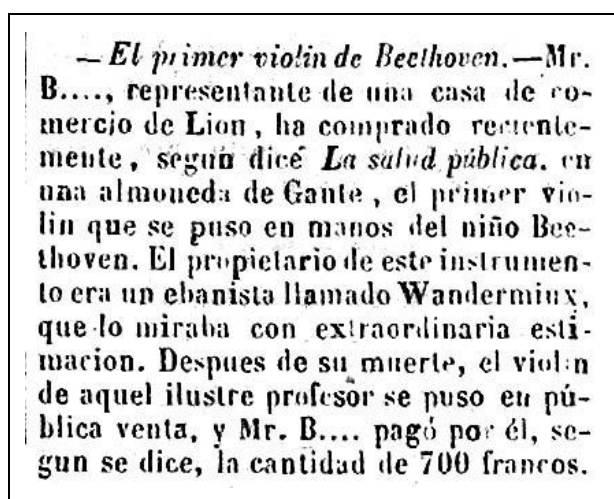 — El primer violin de Beethoven.—Mr.
B...., representante de una casa de co-
mercio de Lion, ha comprado reciente-
mente, segun dice La salud pública. en
una almoneda de Gante, el primer vio-
lin que se puso en manos del niño Bee-
thoven. El propietario de este instrumen-
to era un ebanista llamado Wanderminx,
que lo miraba con extraordinaria esti-
macion. Despues de su muerte, el violin
de aquel ilustre profesor se puso en pú-
blica venta, y Mr. B.... pagó por él, se-
gun se dice, la cantidad de 700 francos.